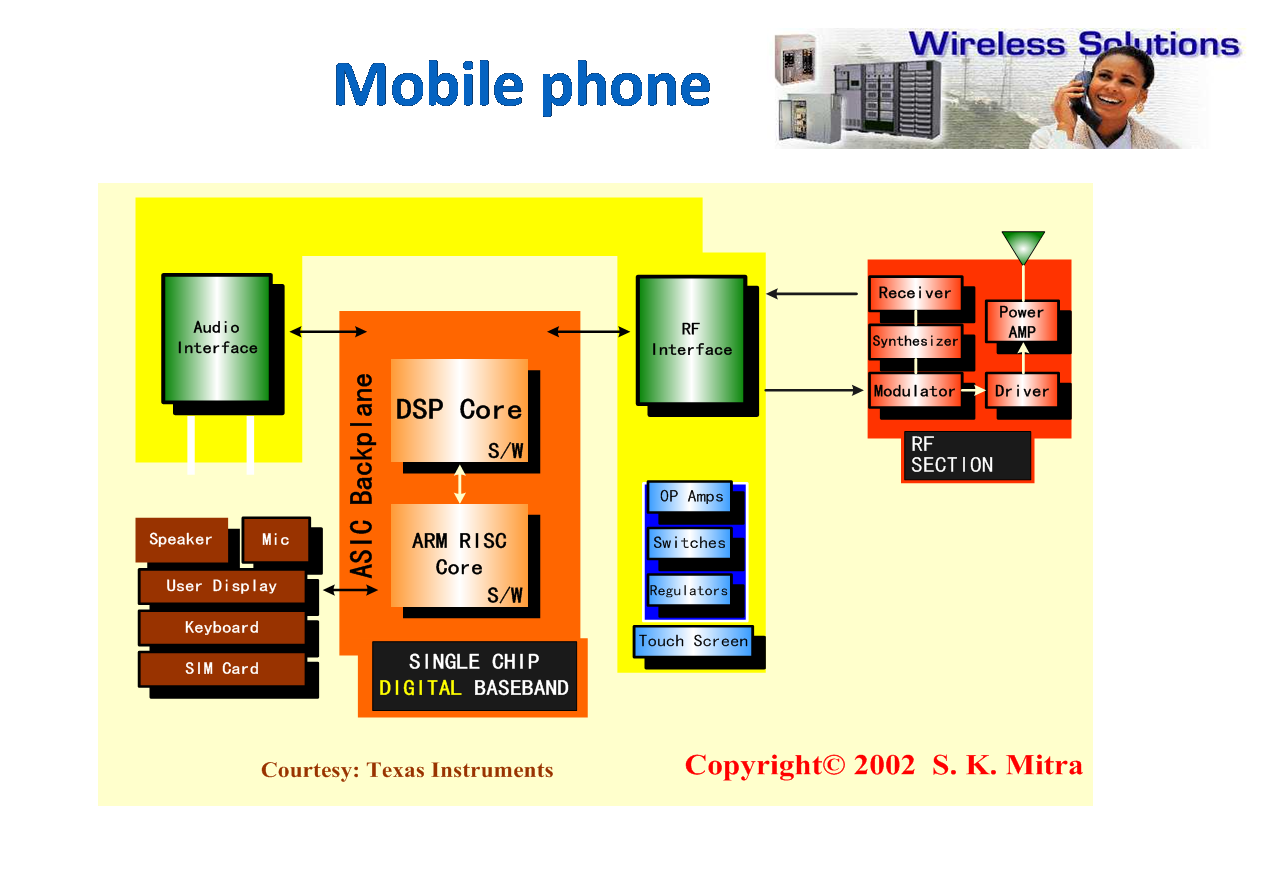 Mobile phone
Wireless Solutions
Audio
Interface
ASIC Backplane
DSP Core
S/W
ARM RISC
Core
S/W
SINGLE CHIP
DIGITAL BASEBAND
RF
Interface
Receiver
Synthesizer
Modulator
Power
AMP
Driver
RF
SECTION
OP Amps
Switches
Regulators
Touch Screen
Speaker
Mic
User Display
Keyboard
SIM Card
Courtesy: Texas Instruments
Copyright© 2002 S. K. Mitra